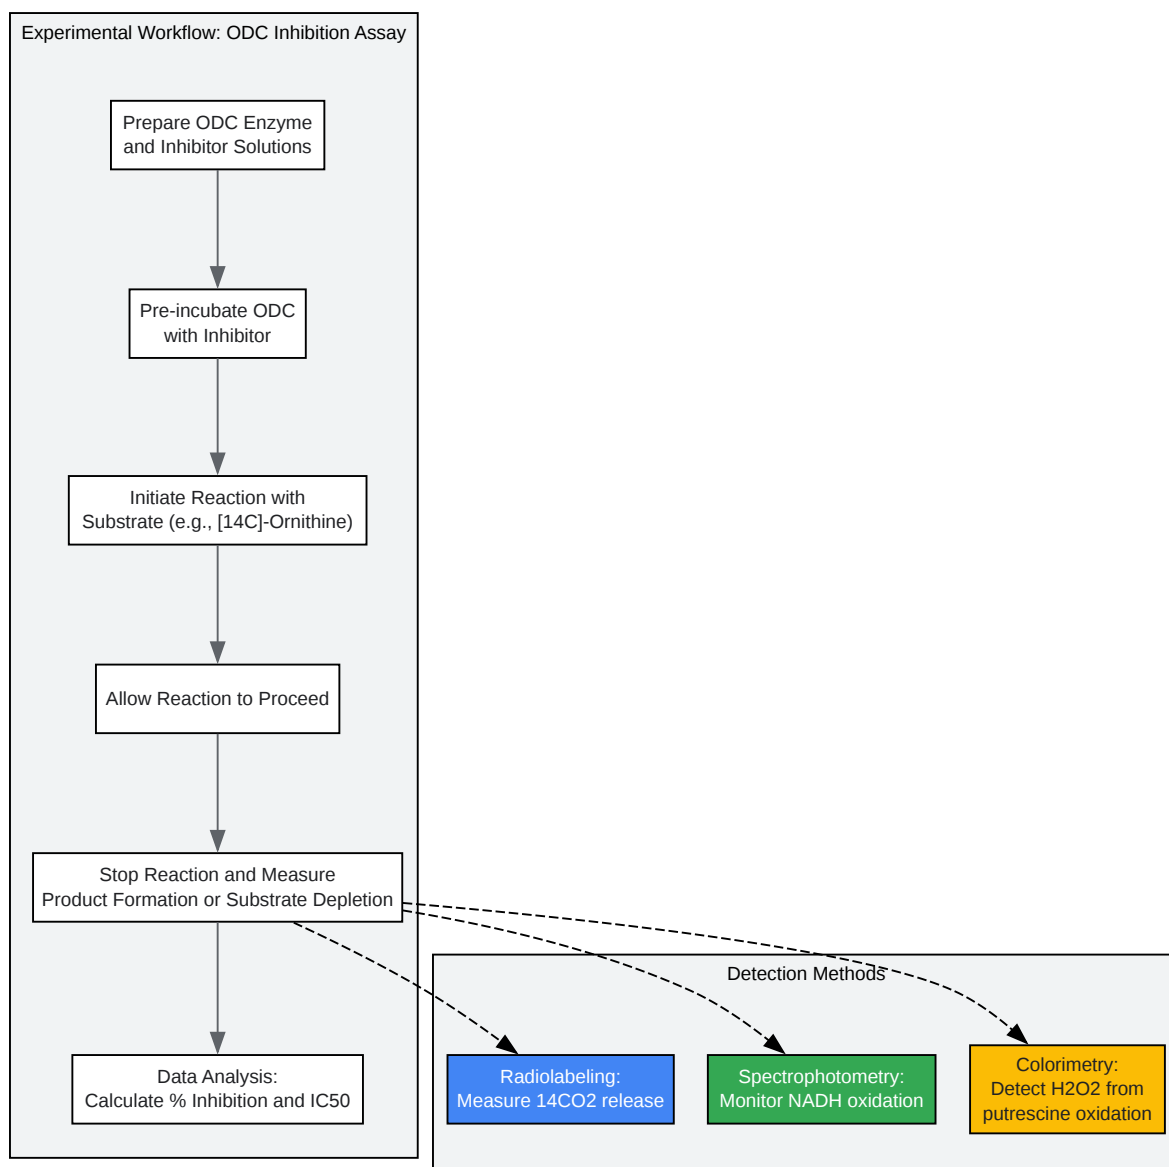 Experimental Workflow: ODC Inhibition Assay
Prepare ODC Enzyme
and Inhibitor Solutions
Pre-incubate ODC
with Inhibitor
Initiate Reaction with
Substrate (e.g., [14C]-Ornithine)
Allow Reaction to Proceed
Stop Reaction and Measure
Product Formation or Substrate Depletion
Data Analysis:
Calculate % Inhibition and IC50
Detection Methods
Radiolabeling:
Measure 14CO2 release
Spectrophotometry:
Monitor NADH oxidation
Colorimetry:
Detect H2O2 from
putrescine oxidation